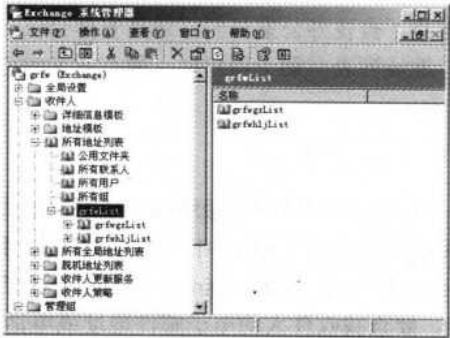 Exchange 系统管理器
文件(F) 操作(A) 查看(V) 窗口(W) 帮助(H)
grfw (Exchange)
全局设置
收件人
详细信息模板
地址模板
所有地址列表
公用文件夹
所有联系人
所有用户
所有组
grfwList
grfwgzList
grfwhljList
所有全局地址列表
脱机地址列表
收件人更新服务
收件人策略
管理组
grfwList
名称
grfwgzList
grfwhljList